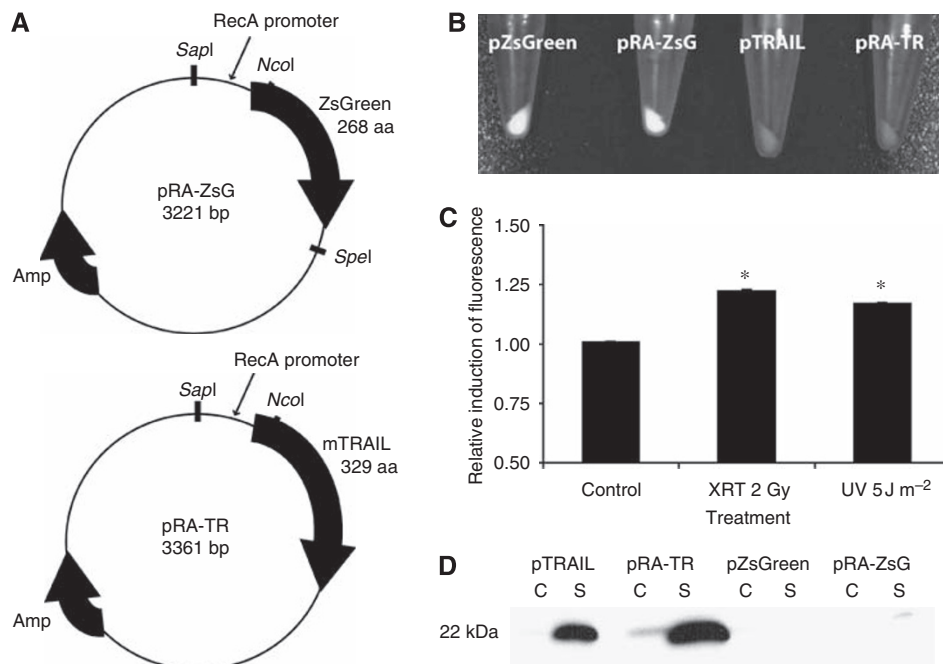 A
RecA promoter
SapI
NcoI
ZsGreen
268 aa
pRA-ZsG
3221 bp
SpeI
Amp
RecA promoter
SapI
NcoI
mTRAIL
329 aa
pRA-TR
3361 bp
Amp
B
pZsGreen pRA-ZsG pTRAIL pRA-TR
C
Relative induction of fluorescence
1.50
1.25
1.00
0.75
0.50
* *
Control XRT 2 Gy UV 5J m–2
Treatment
D
pTRAIL pRA-TR pZsGreen pRA-ZsG
C S C S C S C S
22 kDa